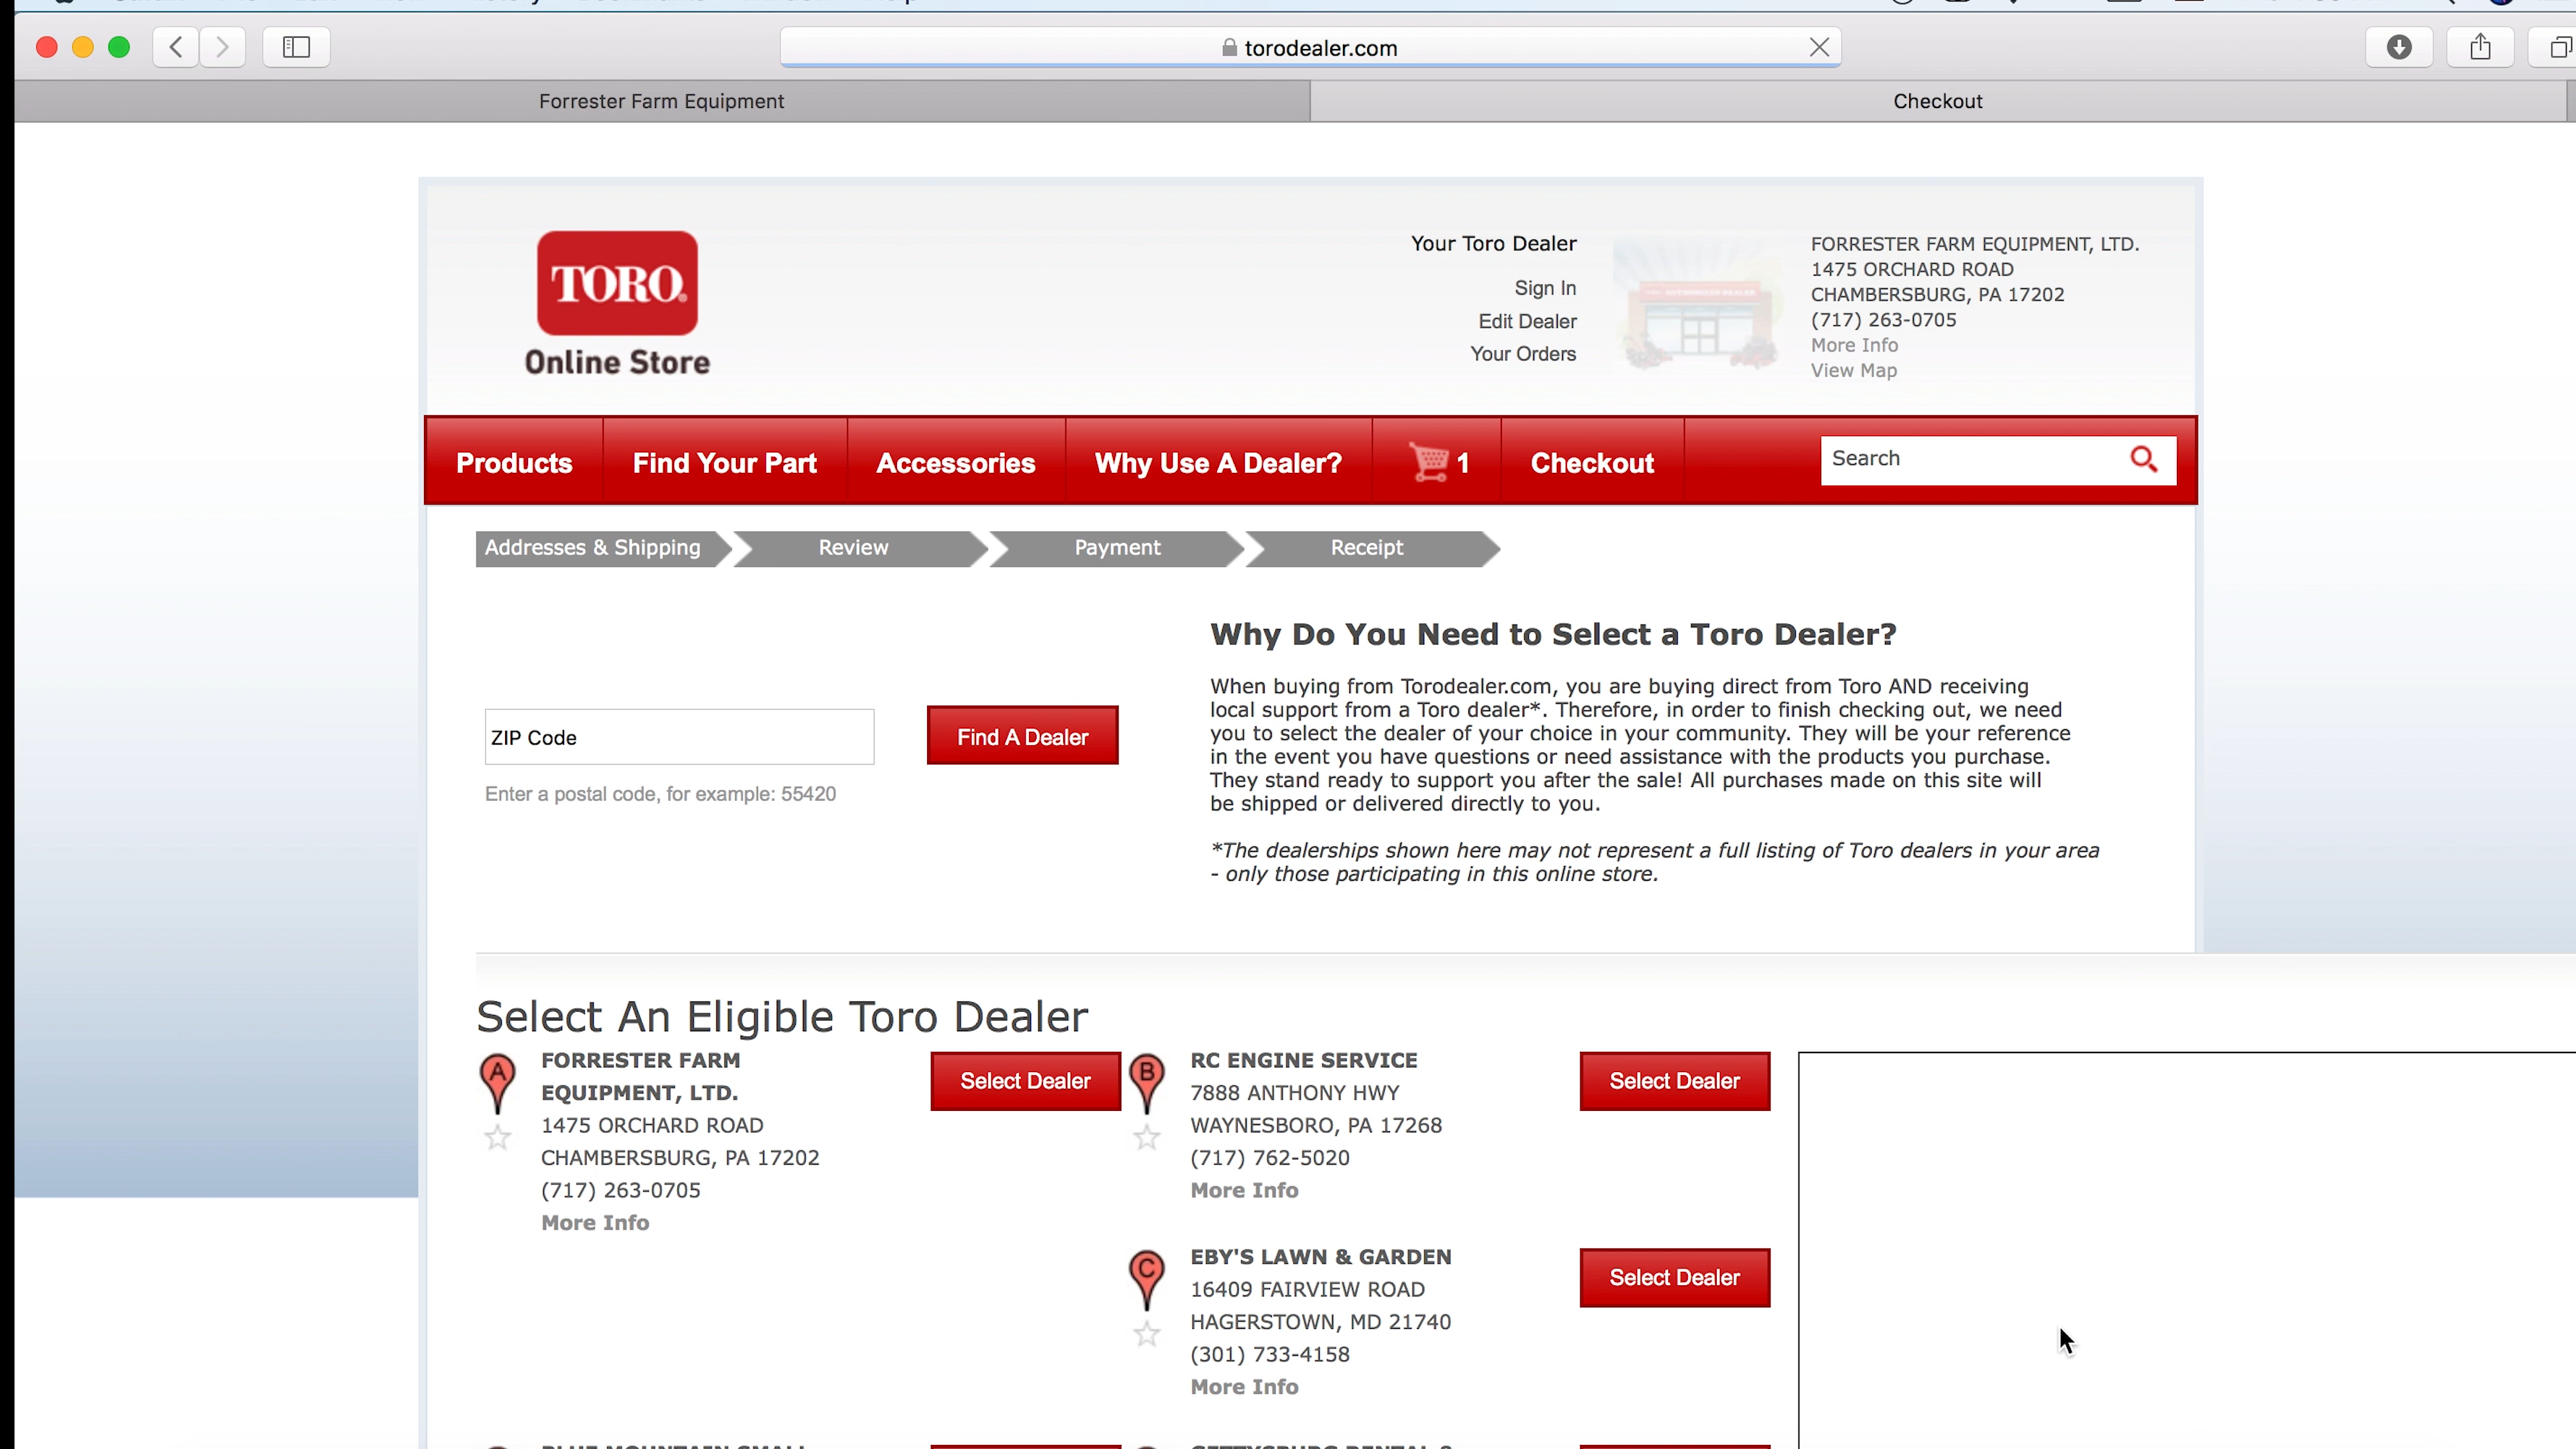 torodealer.com
Forrester Farm Equipment
Checkout
TORO
Online Store
Your Toro Dealer
Sign In
Edit Dealer
Your Orders
FORRESTER FARM EQUIPMENT, LTD.
1475 ORCHARD ROAD
CHAMBERSBURG, PA 17202
(717) 263-0705
More Info
View Map
Products
Find Your Part
Accessories
Why Use A Dealer?
1
Checkout
Search
Addresses & Shipping
Review
Payment
Receipt
ZIP Code
Find A Dealer
Enter a postal code, for example: 55420
Why Do You Need to Select a Toro Dealer?
When buying from Torodealer.com, you are buying direct from Toro AND receiving
local support from a Toro dealer*. Therefore, in order to finish checking out, we need
you to select the dealer of your choice in your community. They will be your reference
in the event you have questions or need assistance with the products you purchase.
They stand ready to support you after the sale! All purchases made on this site will
be shipped or delivered directly to you.
*The dealerships shown here may not represent a full listing of Toro dealers in your area
- only those participating in this online store.
Select An Eligible Toro Dealer
A
FORRESTER FARM
EQUIPMENT, LTD.
1475 ORCHARD ROAD
CHAMBERSBURG, PA 17202
(717) 263-0705
More Info
Select Dealer
B
RC ENGINE SERVICE
7888 ANTHONY HWY
WAYNESBORO, PA 17268
(717) 762-5020
More Info
Select Dealer
C
EBY'S LAWN & GARDEN
16409 FAIRVIEW ROAD
HAGERSTOWN, MD 21740
(301) 733-4158
More Info
Select Dealer